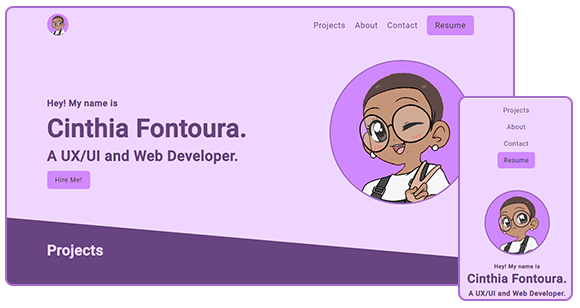 Projects About Contact Resume
Hey! My name is
Cinthia Fontoura.
A UX/UI and Web Developer.
Hire Me!
Projects
Projects
About
Contact
Resume
Hey! My name is
Cinthia Fontoura.
A UX/UI and Web Developer.